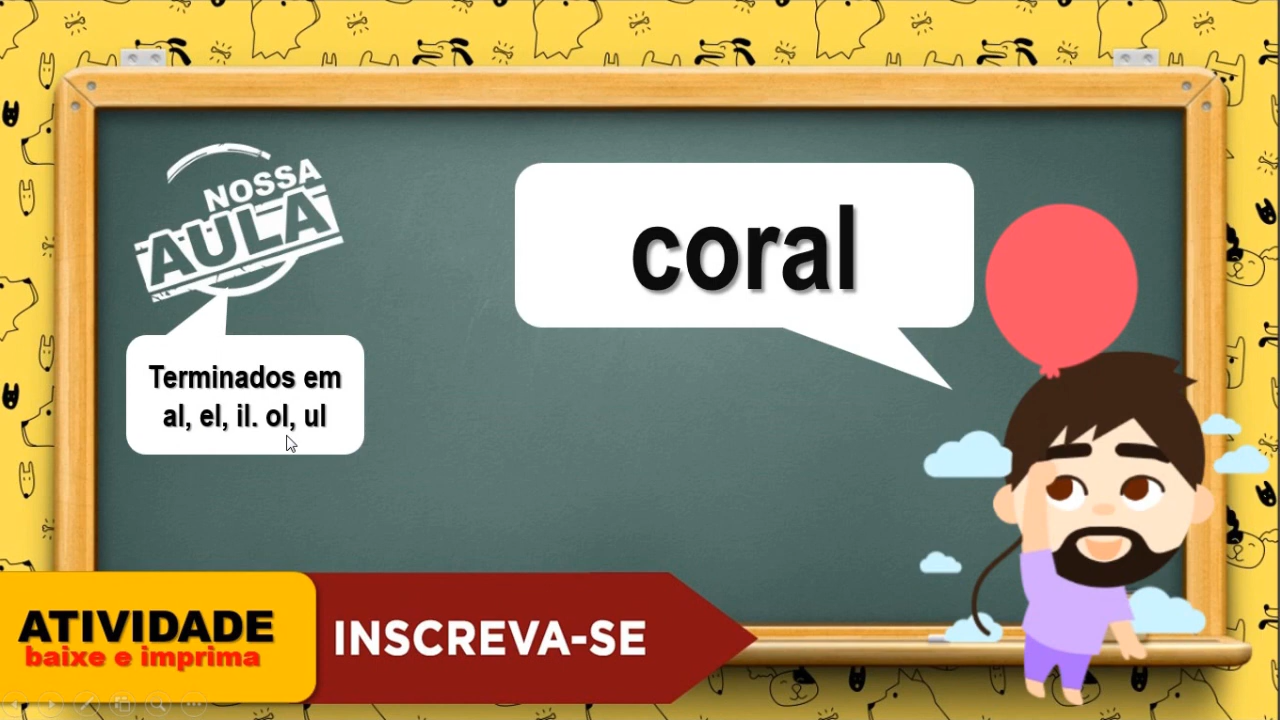 NOSSA
AULA
coral
Terminados em
al, el, il. ol, ul
ATIVIDADE
baixe e imprima
INSCREVA-SE